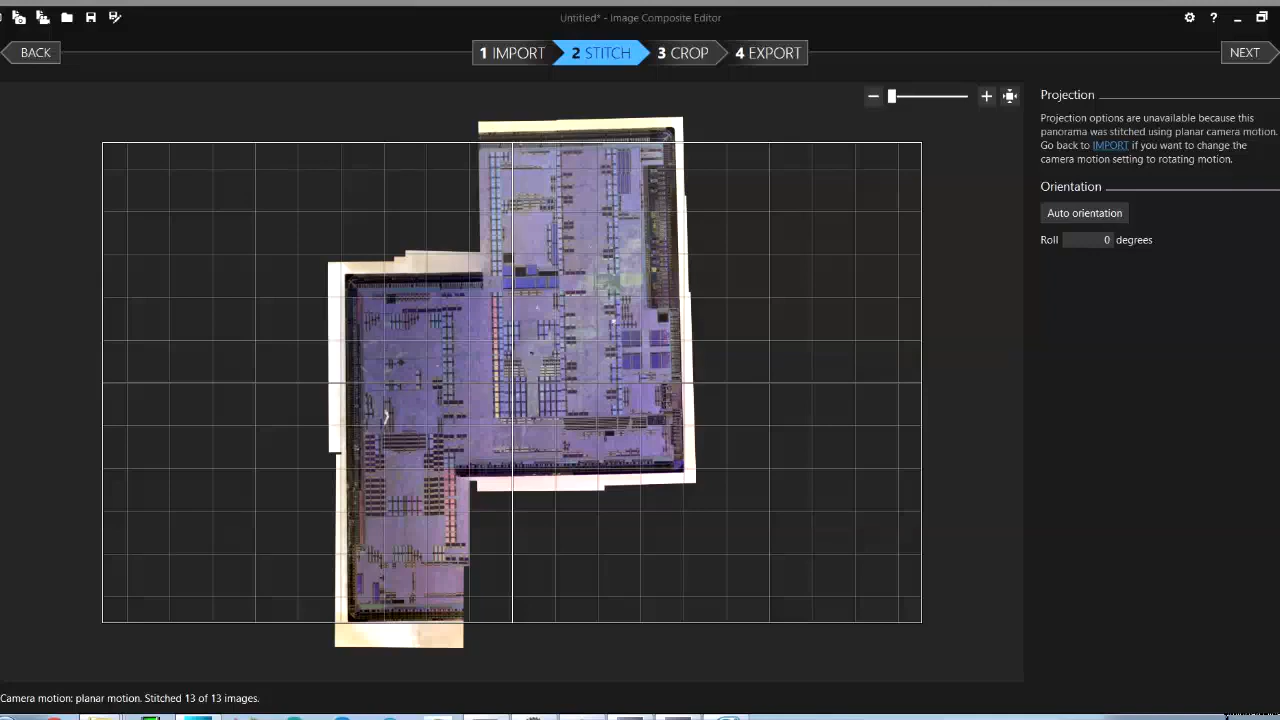 Untitled* - Image Composite Editor
?
BACK
1 IMPORT
2 STITCH
3 CROP
4 EXPORT
NEXT
Projection
Projection options are unavailable because this
panorama was stitched using planar camera motion.
Go back to IMPORT if you want to change the
camera motion setting to rotating motion.
Orientation
Auto orientation
Roll 0 degrees
Camera motion: planar motion. Stitched 13 of 13 images.